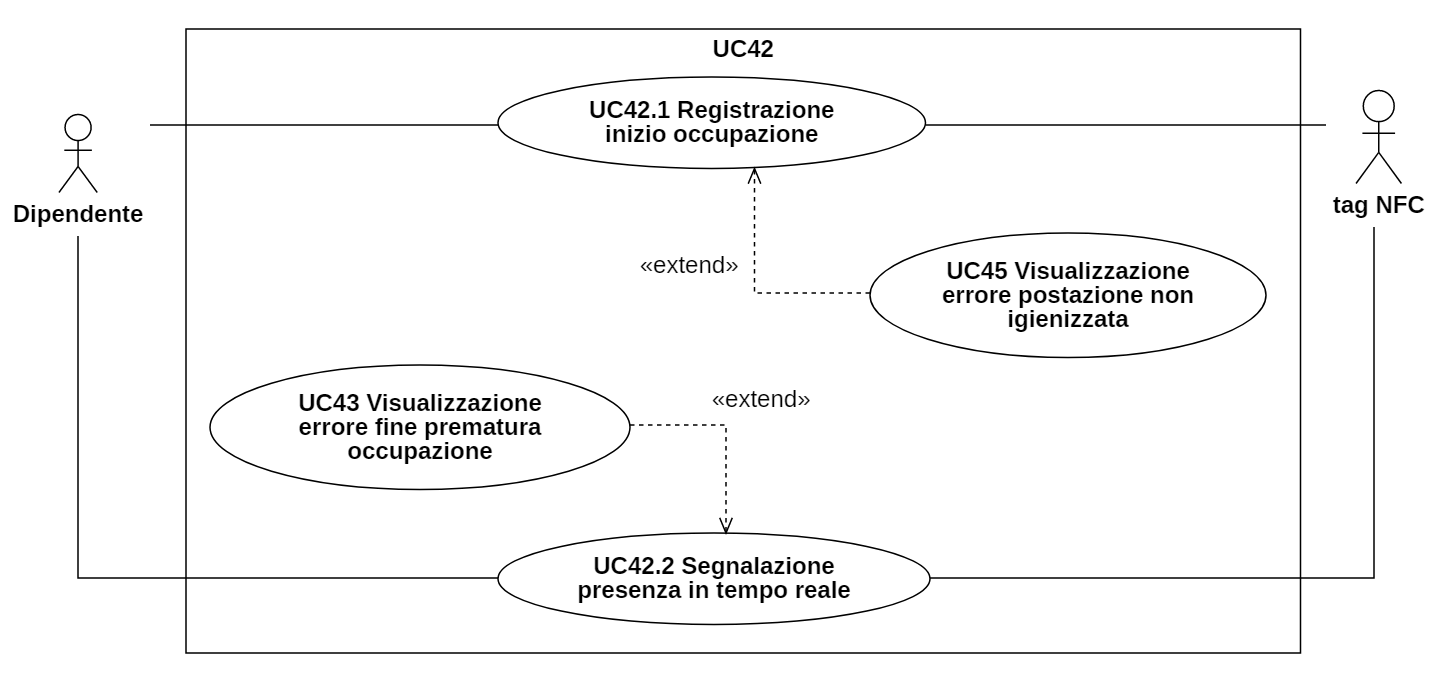 UC42
UC42.1 Registrazione
inizio occupazione
Dipendente
tag NFC
«extend»
UC45 Visualizzazione
errore postazione non
igienizzata
«extend»
UC43 Visualizzazione
errore fine prematura
occupazione
UC42.2 Segnalazione
presenza in tempo reale